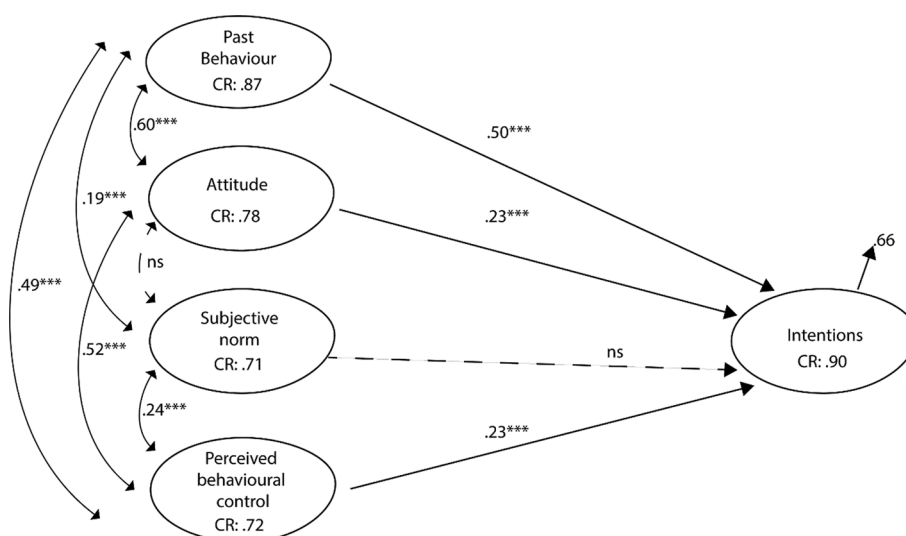 Past
Behaviour
CR: .87
.60***
.50***
Attitude
CR: .78
.19***
.23***
.66
ns
.49***
Subjective
norm
CR: .71
.52***
ns
Intentions
CR: .90
.24***
.23***
Perceived
behavioural
control
CR: .72